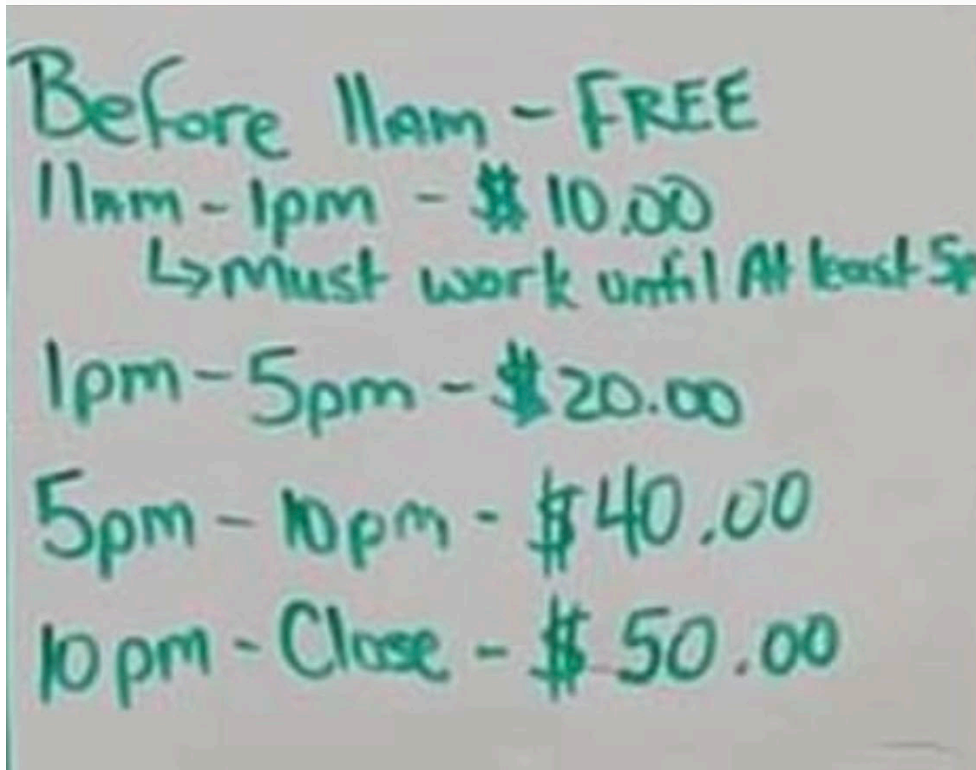 Before 11Am - FREE
11Am - 1pm - $10.00
↳ Must work until At least 5p
1pm - 5pm - $20.00
5pm - 10pm - $40.00
10pm - Close - $50.00